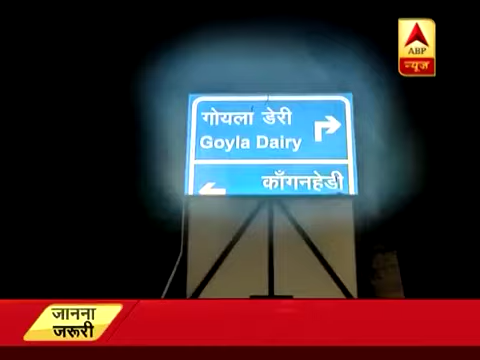 ABP
न्यूज़
गोयला डेरी
Goyla Dairy
काँगनहेडी
जानना
जरूरी